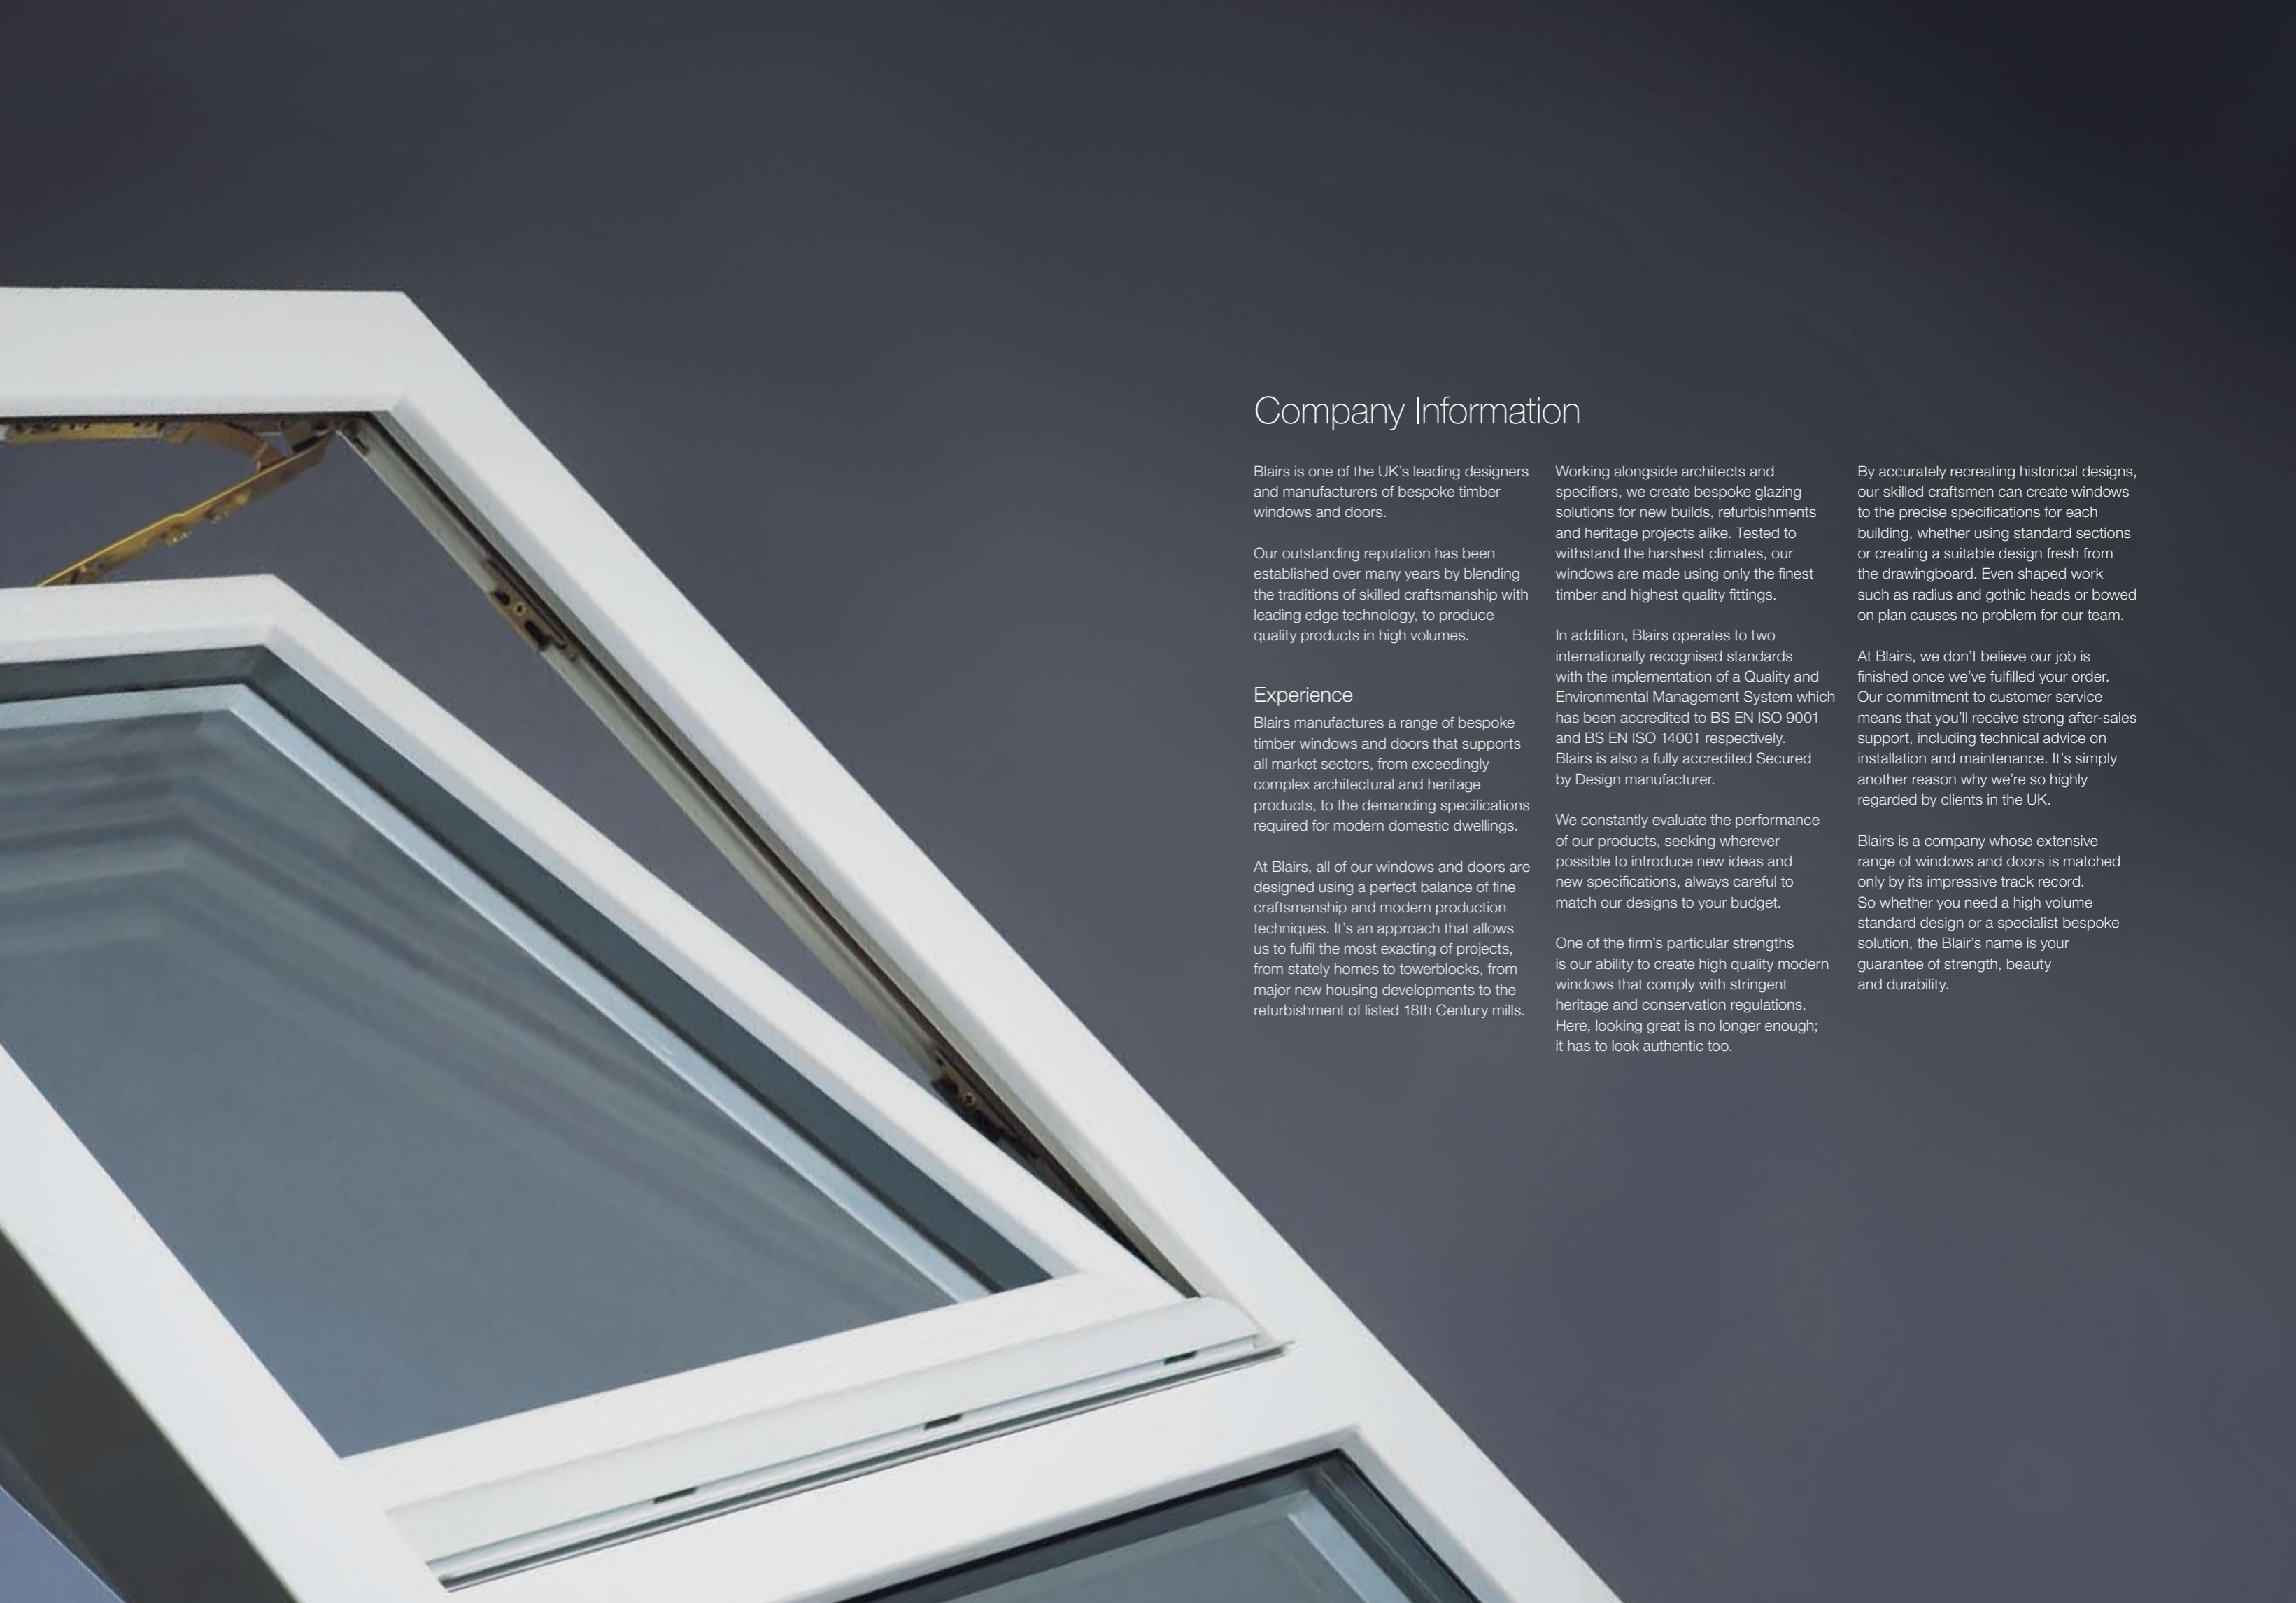 Company Information
Blairs is one of the UK's leading designers
and manufacturers of bespoke timber
windows and doors.
Our outstanding reputation has been
established over many years by blending
the traditions of skilled craftsmanship with
leading edge technology, to produce
quality products in high volumes.
Experience
Blairs manufactures a range of bespoke
timber windows and doors that supports
all market sectors, from exceedingly
complex architectural and heritage
products, to the demanding specifications
required for modern domestic dwellings.
At Blairs, all of our windows and doors are
designed using a perfect balance of fine
craftsmanship and modern production
techniques. It's an approach that allows
us to fulfil the most exacting of projects,
from stately homes to towerblocks, from
major new housing developments to the
refurbishment of listed 18th Century mills.
Working alongside architects and
specifiers, we create bespoke glazing
solutions for new builds, refurbishments
and heritage projects alike. Tested to
withstand the harshest climates, our
windows are made using only the finest
timber and highest quality fittings.
In addition, Blairs operates to two
internationally recognised standards
with the implementation of a Quality and
Environmental Management System which
has been accredited to BS EN ISO 9001
and BS EN ISO 14001 respectively.
Blairs is also a fully accredited Secured
by Design manufacturer.
We constantly evaluate the performance
of our products, seeking wherever
possible to introduce new ideas and
new specifications, always careful to
match our designs to your budget.
One of the firm's particular strengths
is our ability to create high quality modern
windows that comply with stringent
heritage and conservation regulations.
Here, looking great is no longer enough;
it has to look authentic too.
By accurately recreating historical designs,
our skilled craftsmen can create windows
to the precise specifications for each
building, whether using standard sections
or creating a suitable design fresh from
the drawingboard. Even shaped work
such as radius and gothic heads or bowed
on plan causes no problem for our team.
At Blairs, we don't believe our job is
finished once we've fulfilled your order.
Our commitment to customer service
means that you'll receive strong after-sales
support, including technical advice on
installation and maintenance. It's simply
another reason why we're so highly
regarded by clients in the UK.
Blairs is a company whose extensive
range of windows and doors is matched
only by its impressive track record.
So whether you need a high volume
standard design or a specialist bespoke
solution, the Blair's name is your
guarantee of strength, beauty
and durability.